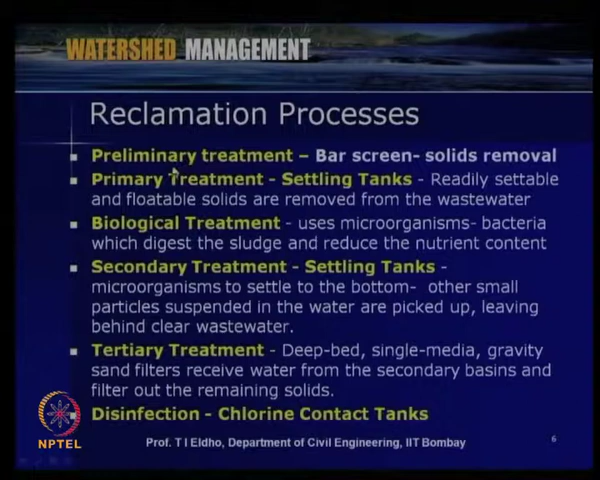 WATERSHED MANAGEMENT
Reclamation Processes
Preliminary treatment – Bar screen- solids removal
Primary Treatment - Settling Tanks - Readily settable
and floatable solids are removed from the wastewater
Biological Treatment - uses microorganisms- bacteria
which digest the sludge and reduce the nutrient content
Secondary Treatment - Settling Tanks -
microorganisms to settle to the bottom- other small
particles suspended in the water are picked up, leaving
behind clear wastewater.
Tertiary Treatment - Deep-bed, single-media, gravity
sand filters receive water from the secondary basins and
filter out the remaining solids.
Disinfection - Chlorine Contact Tanks
NPTEL
Prof. T I Eldho, Department of Civil Engineering, IIT Bombay
6